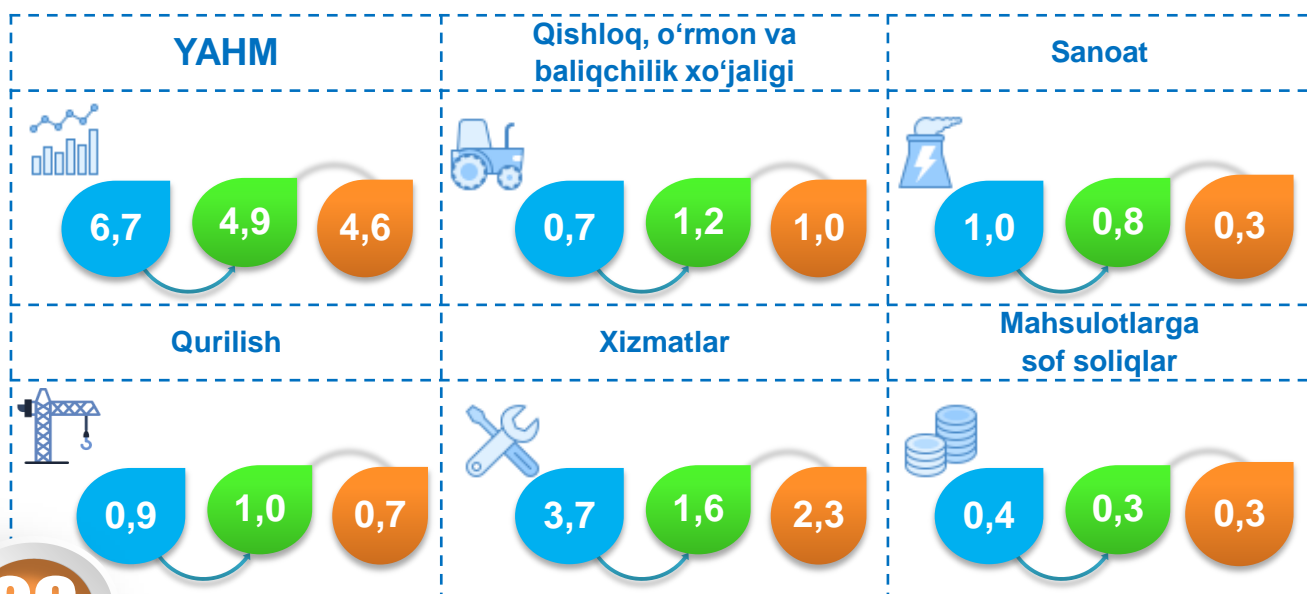 YAHM
Qishloq, o‘rmon va
baliqchilik xo‘jaligi
Sanoat
6,7 4,9 4,6
0,7 1,2 1,0
1,0 0,8 0,3
Qurilish
Xizmatlar
Mahsulotlarga
sof soliqlar
0,9 1,0 0,7
3,7 1,6 2,3
0,4 0,3 0,3